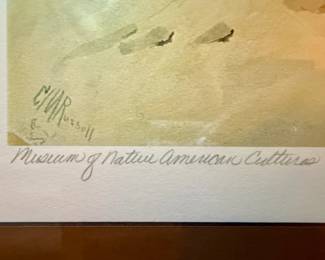 CMRussell
Museum of Native American Cultures